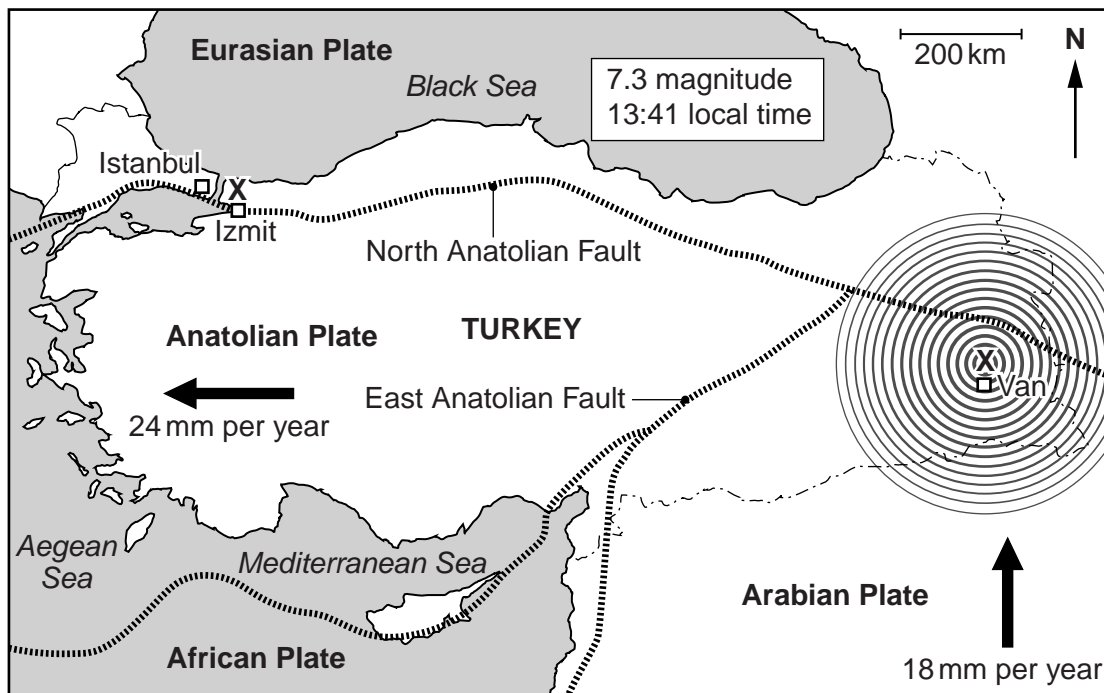 Eurasian Plate
Black Sea
7.3 magnitude
13:41 local time
200 km
N
Istanbul
X
Izmit
North Anatolian Fault
Anatolian Plate
TURKEY
24 mm per year
East Anatolian Fault
X
Van
Aegean
Sea
Mediterranean Sea
African Plate
Arabian Plate
18 mm per year